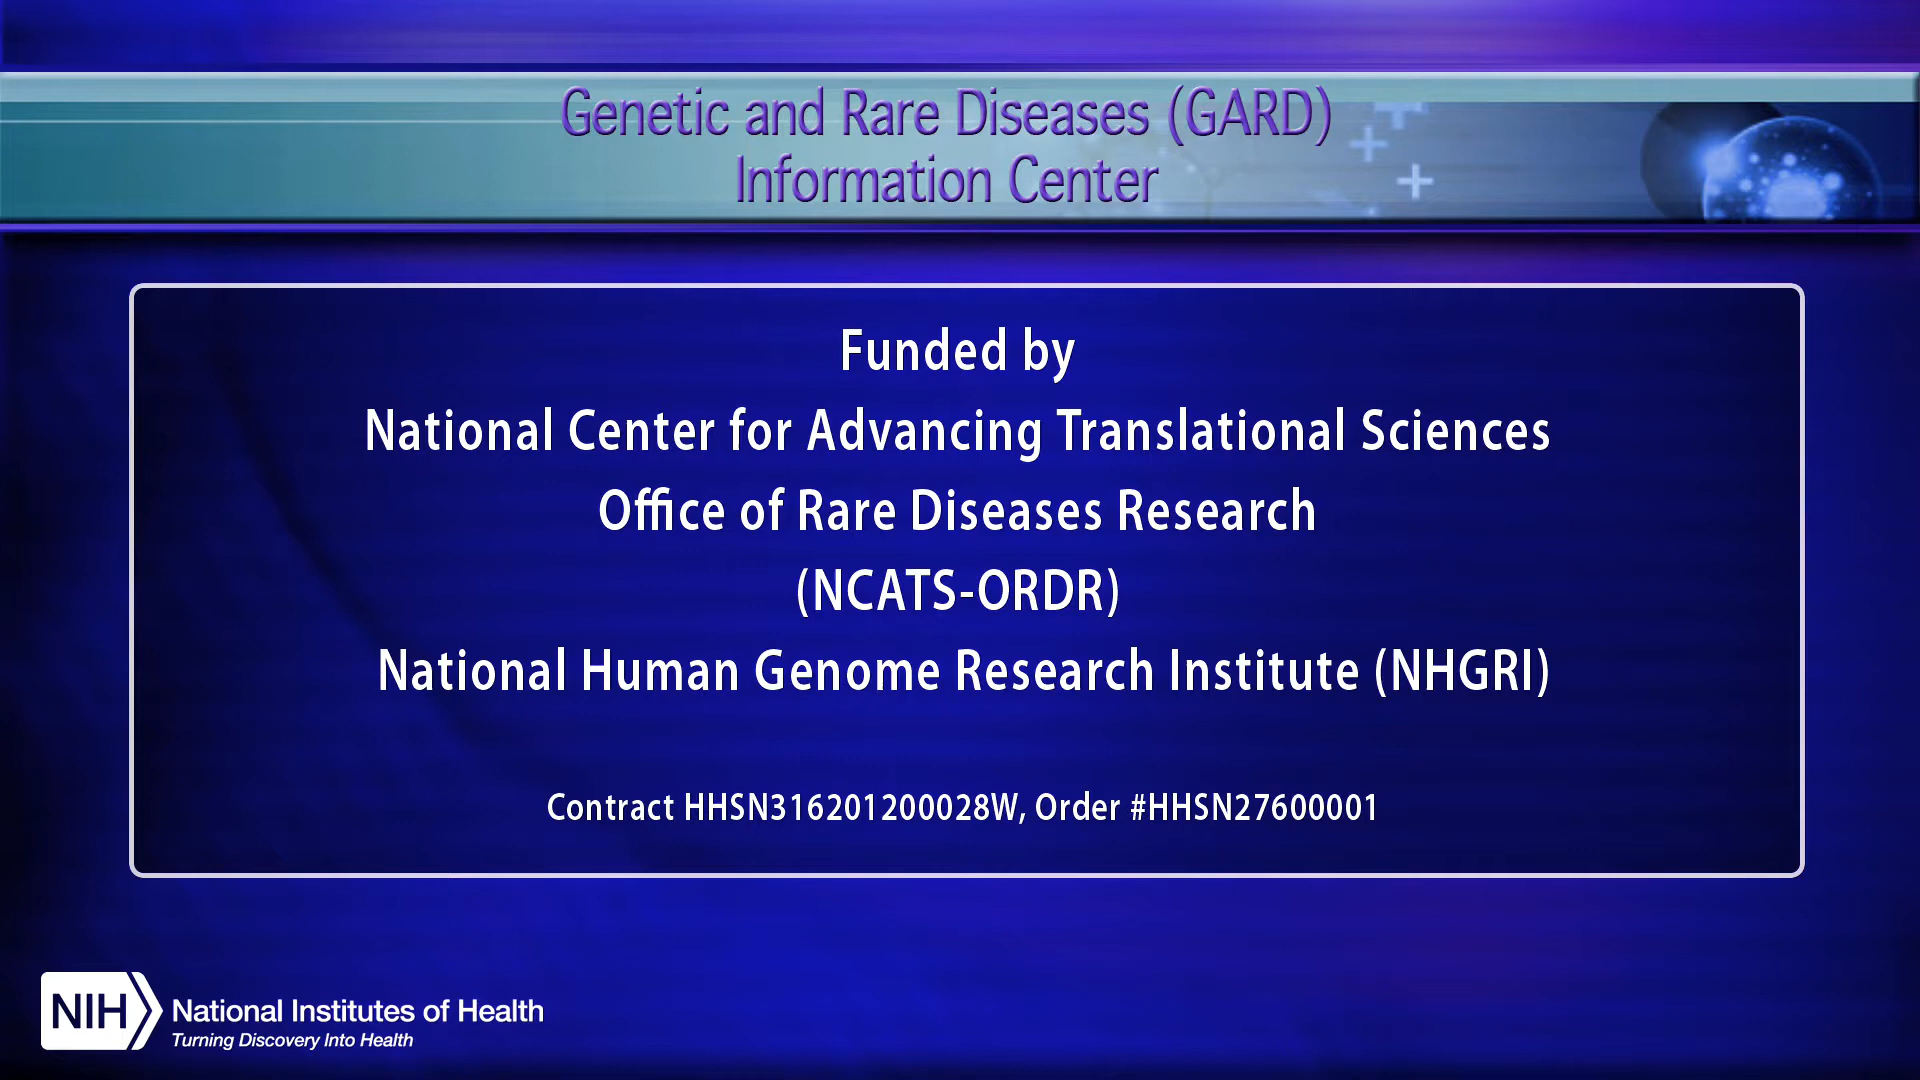 Genetic and Rare Diseases (GARD)
Information Center
Funded by
National Center for Advancing Translational Sciences
Office of Rare Diseases Research
(NCATS-ORDR)
National Human Genome Research Institute (NHGRI)
Contract HHSN316201200028W, Order #HHSN27600001
NIH
National Institutes of Health
Turning Discovery Into Health